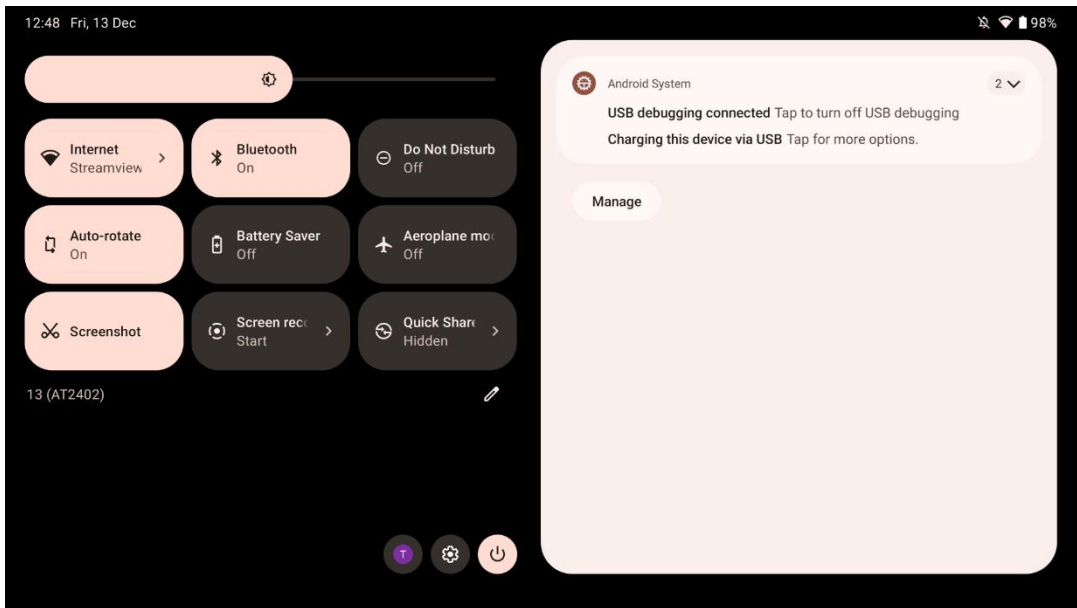 12:48 Fri, 13 Dec
98%
Internet
Streamview
Bluetooth
On
Do Not Disturb
Off
Auto-rotate
On
Battery Saver
Off
Aeroplane mo
Off
Screenshot
Screen rec
Start
Quick Share
Hidden
13 (AT2402)
T
Android System
2
USB debugging connected Tap to turn off USB debugging
Charging this device via USB Tap for more options.
Manage